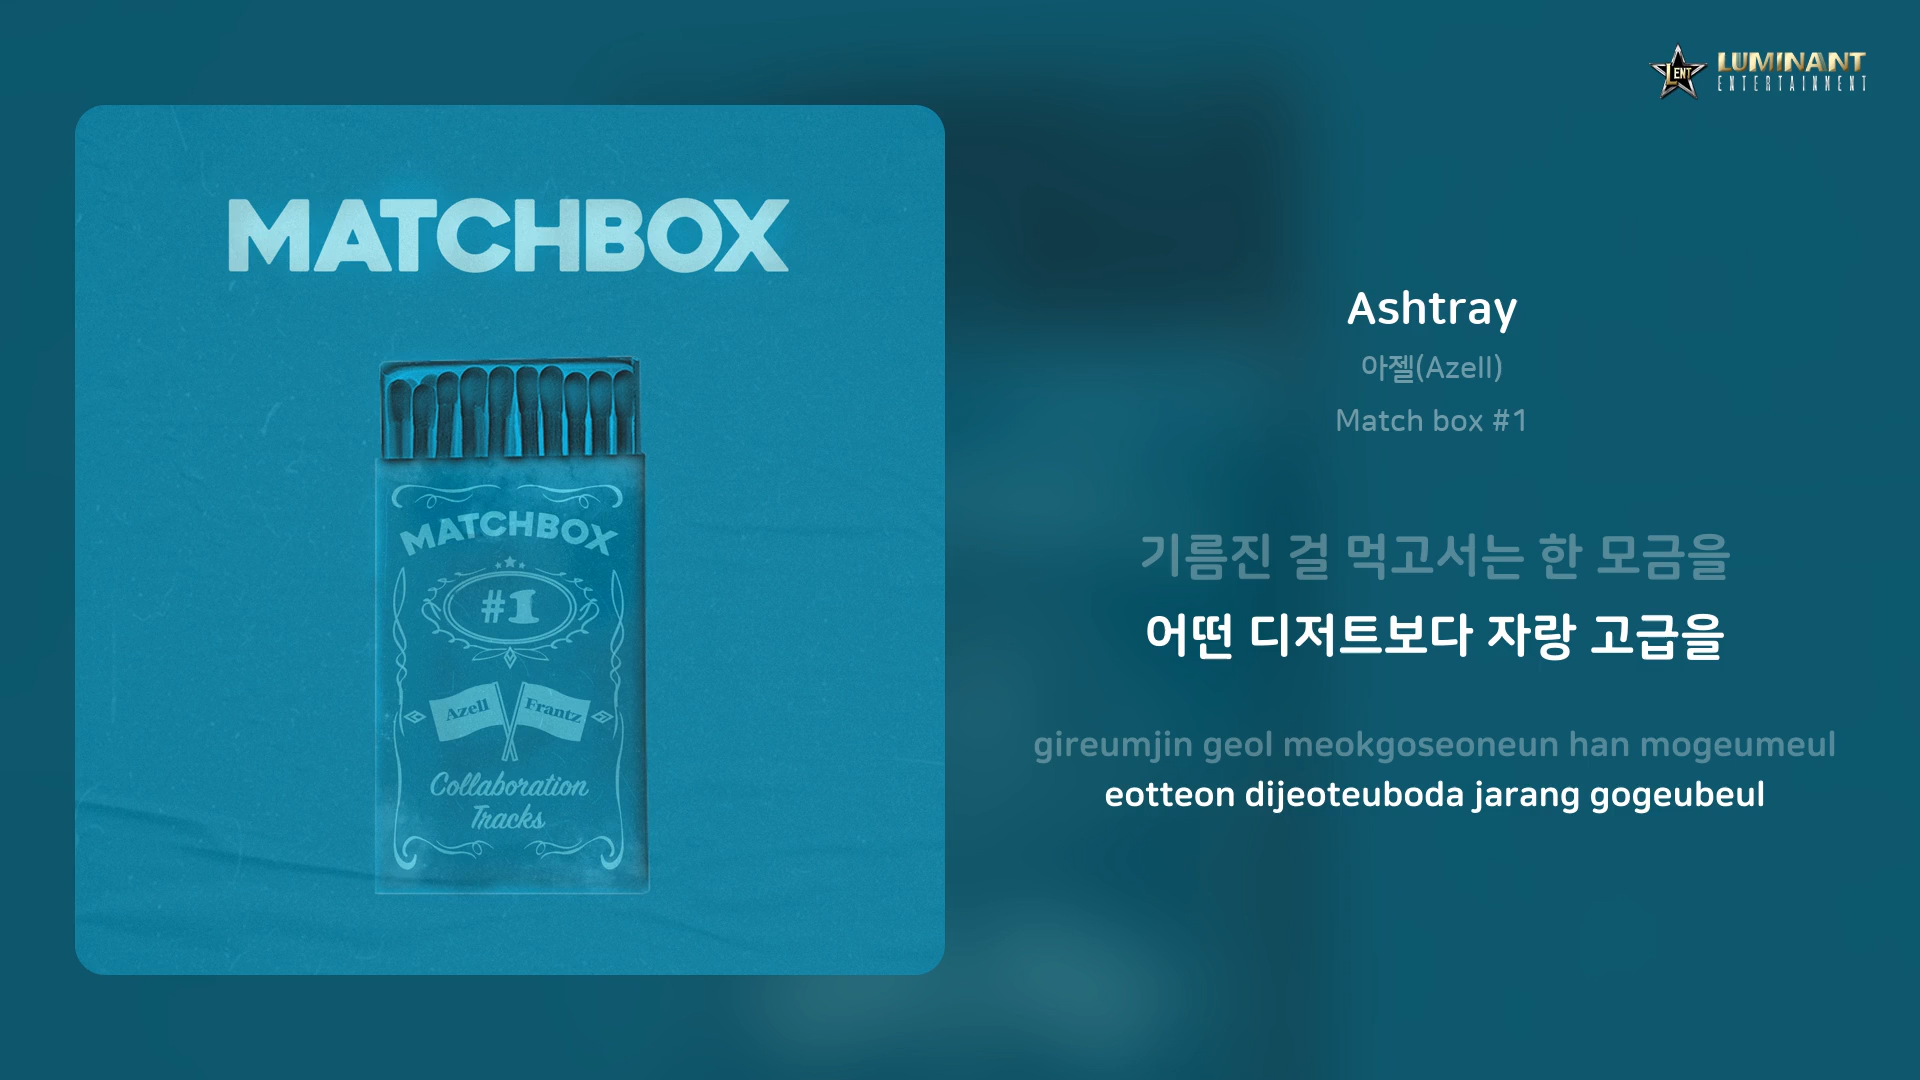 LENT
LUMINANT
ENTERTAINMENT
MATCHBOX
MATCHBOX
#1
Azell
Frantz
Collaboration
Tracks
Ashtray
아젤(Azell)
Match box #1
기름진 걸 먹고서는 한 모금을
어떤 디저트보다 자랑 고급을
gireumjin geol meokgoseoneun han mogeumeul
eotteon dijeoteuboda jarang gogeubeul